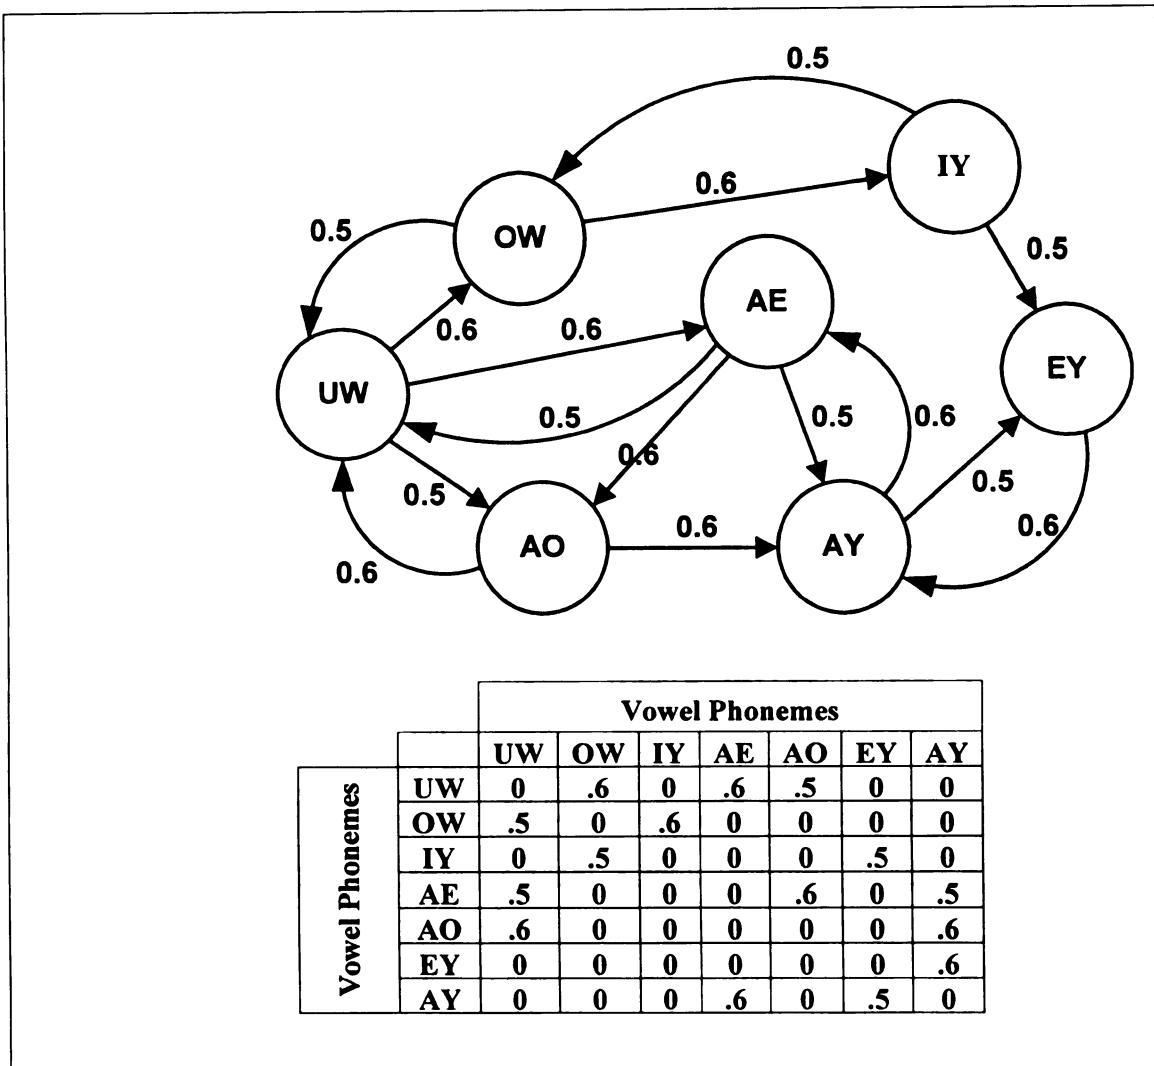 0.5
IY
0.6
OW
0.5
0.5
AE
0.6
0.6
EY
UW
0.5
0.5
0.6
0.6
0.5
0.5
0.6
0.6
AO
AY
0.6
Vowel Phonemes
UW OW IY AE AO EY AY
Vowel Phonemes
UW 0 .6 0 .6 .5 0 0
OW .5 0 .6 0 0 0 0
IY 0 .5 0 0 0 .5 0
AE .5 0 0 0 .6 0 .5
AO .6 0 0 0 0 0 .6
EY 0 0 0 0 0 0 .6
AY 0 0 0 .6 0 .5 0